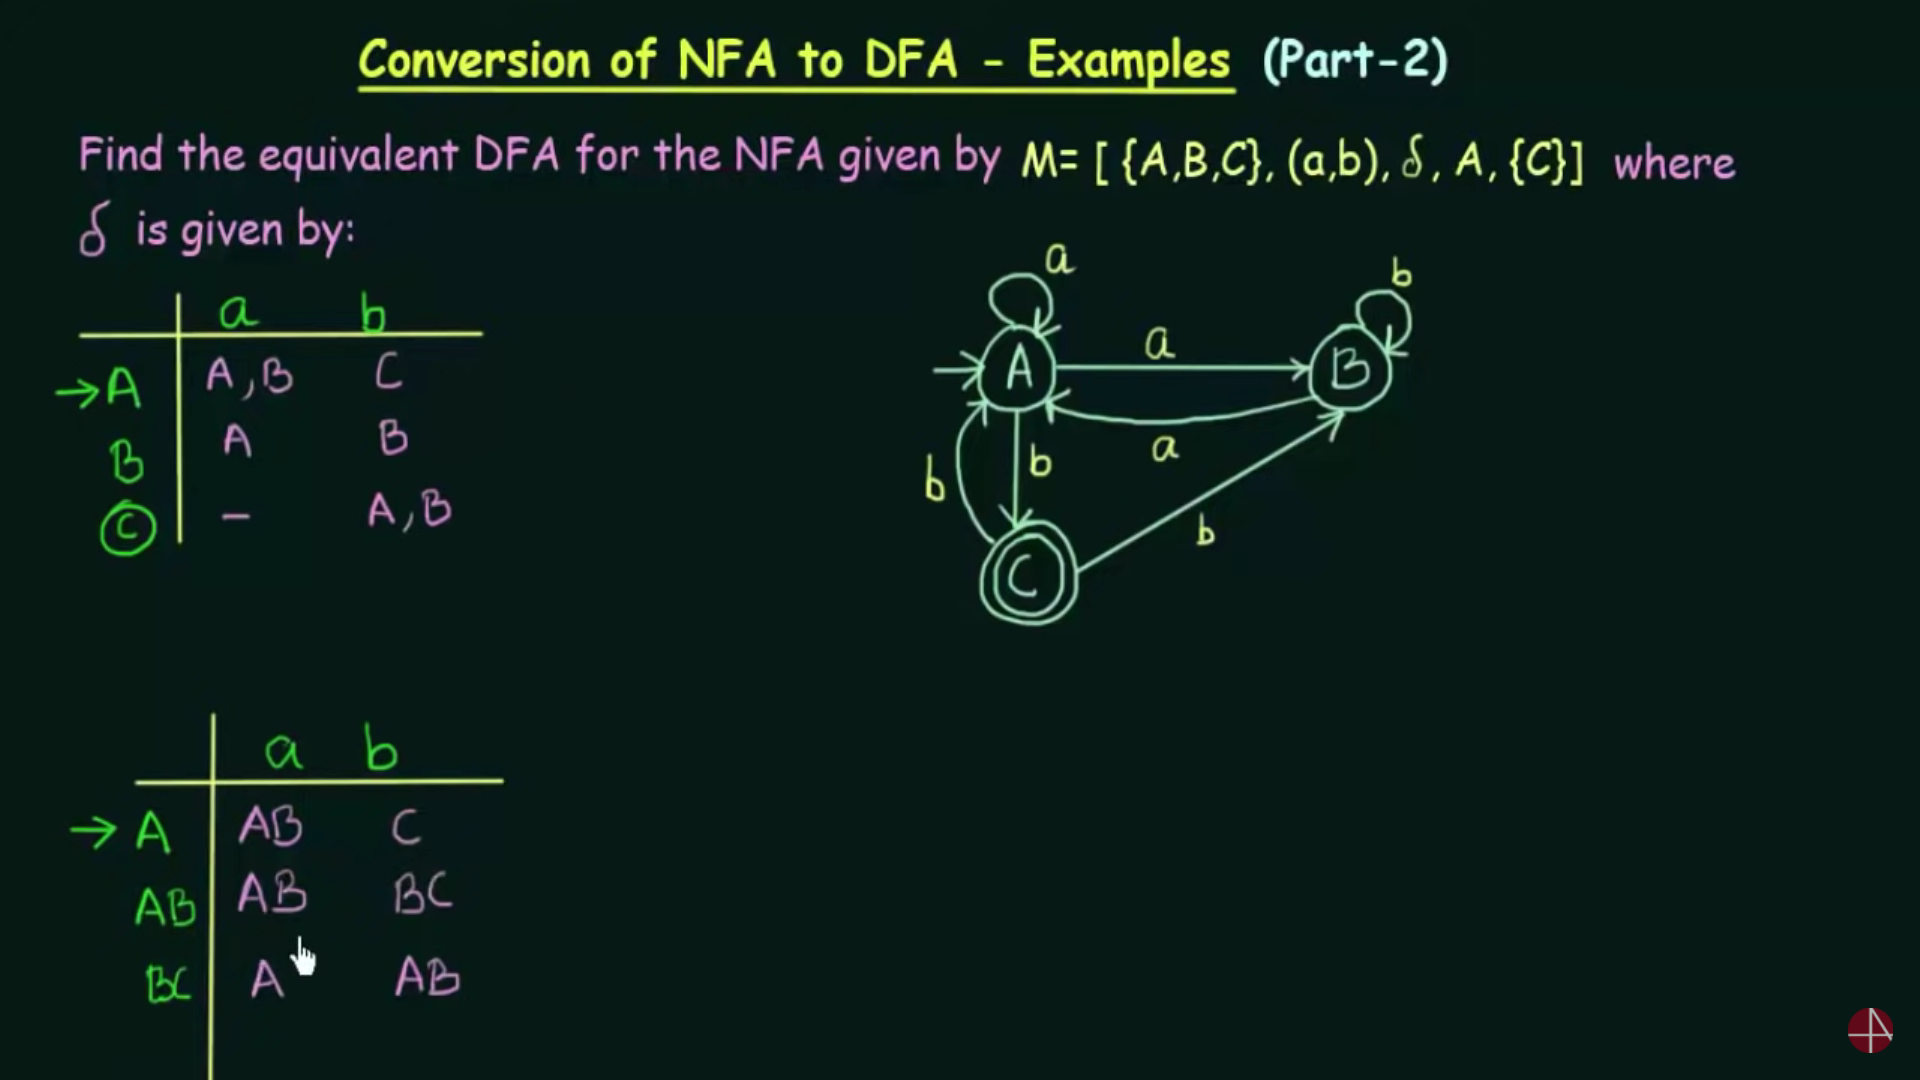 Conversion of NFA to DFA - Examples (Part-2)
Find the equivalent DFA for the NFA given by M= [ {A,B,C}, (a,b), δ, A, {C}] where
δ is given by:
a b
→A A,B C
B A B
C - A,B
a
b
A
a
B
a
b
b
b
C
a b
→ A AB C
AB AB BC
BC A AB